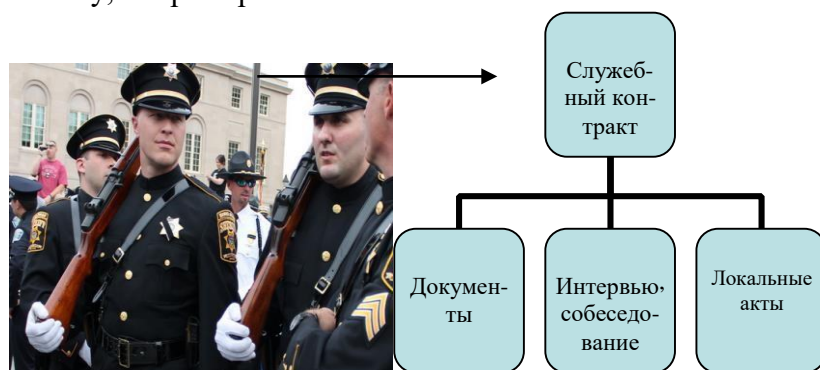 Служеб-
ный кон-
тракт
Докумен-
ты
Интервью,
собеседо-
вание
Локальные
акты